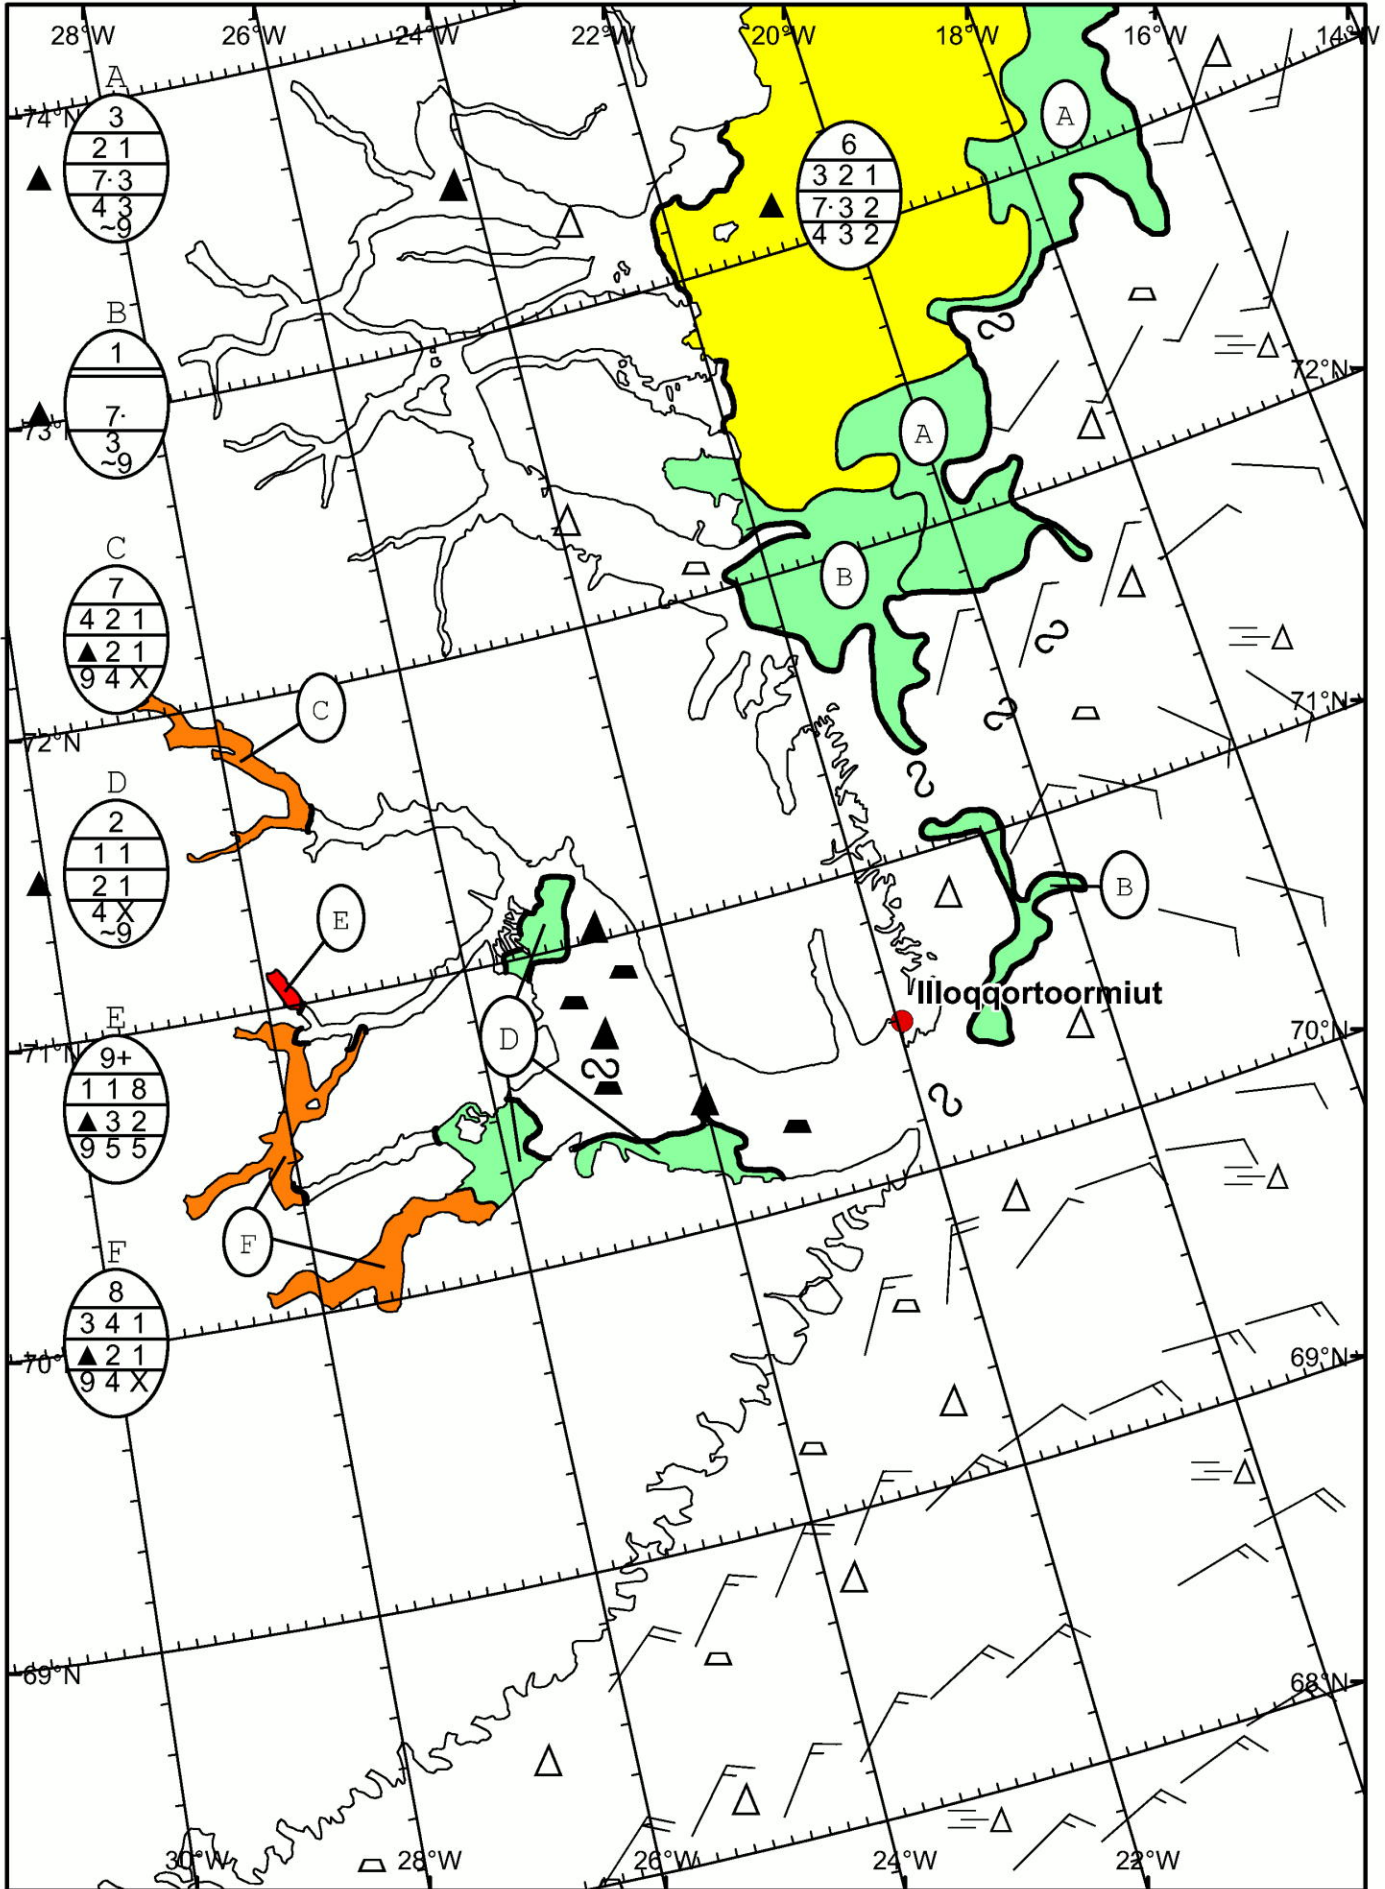 28°W 26°W 24°W 22°W 20°W 18°W 16°W 14°W
A
74°N
3
2 1
7· 3
4 3
~9
A
6
3 2 1
7· 3 2
4 3 2
B
1
7·
3
~9
73°N
72°N
A
B
C
7
4 2 1
▲ 2 1
9 4 X
C
72°N
71°N
D
2
1 1
2 1
4 X
~9
E
B
Illoqqortoormiut
D
E
9+
1 1 8
▲ 3 2
9 5 5
71°N
70°N
F
F
8
3 4 1
▲ 2 1
9 4 X
70°N
69°N
69°N
68°N
30°W 28°W 26°W 24°W 22°W